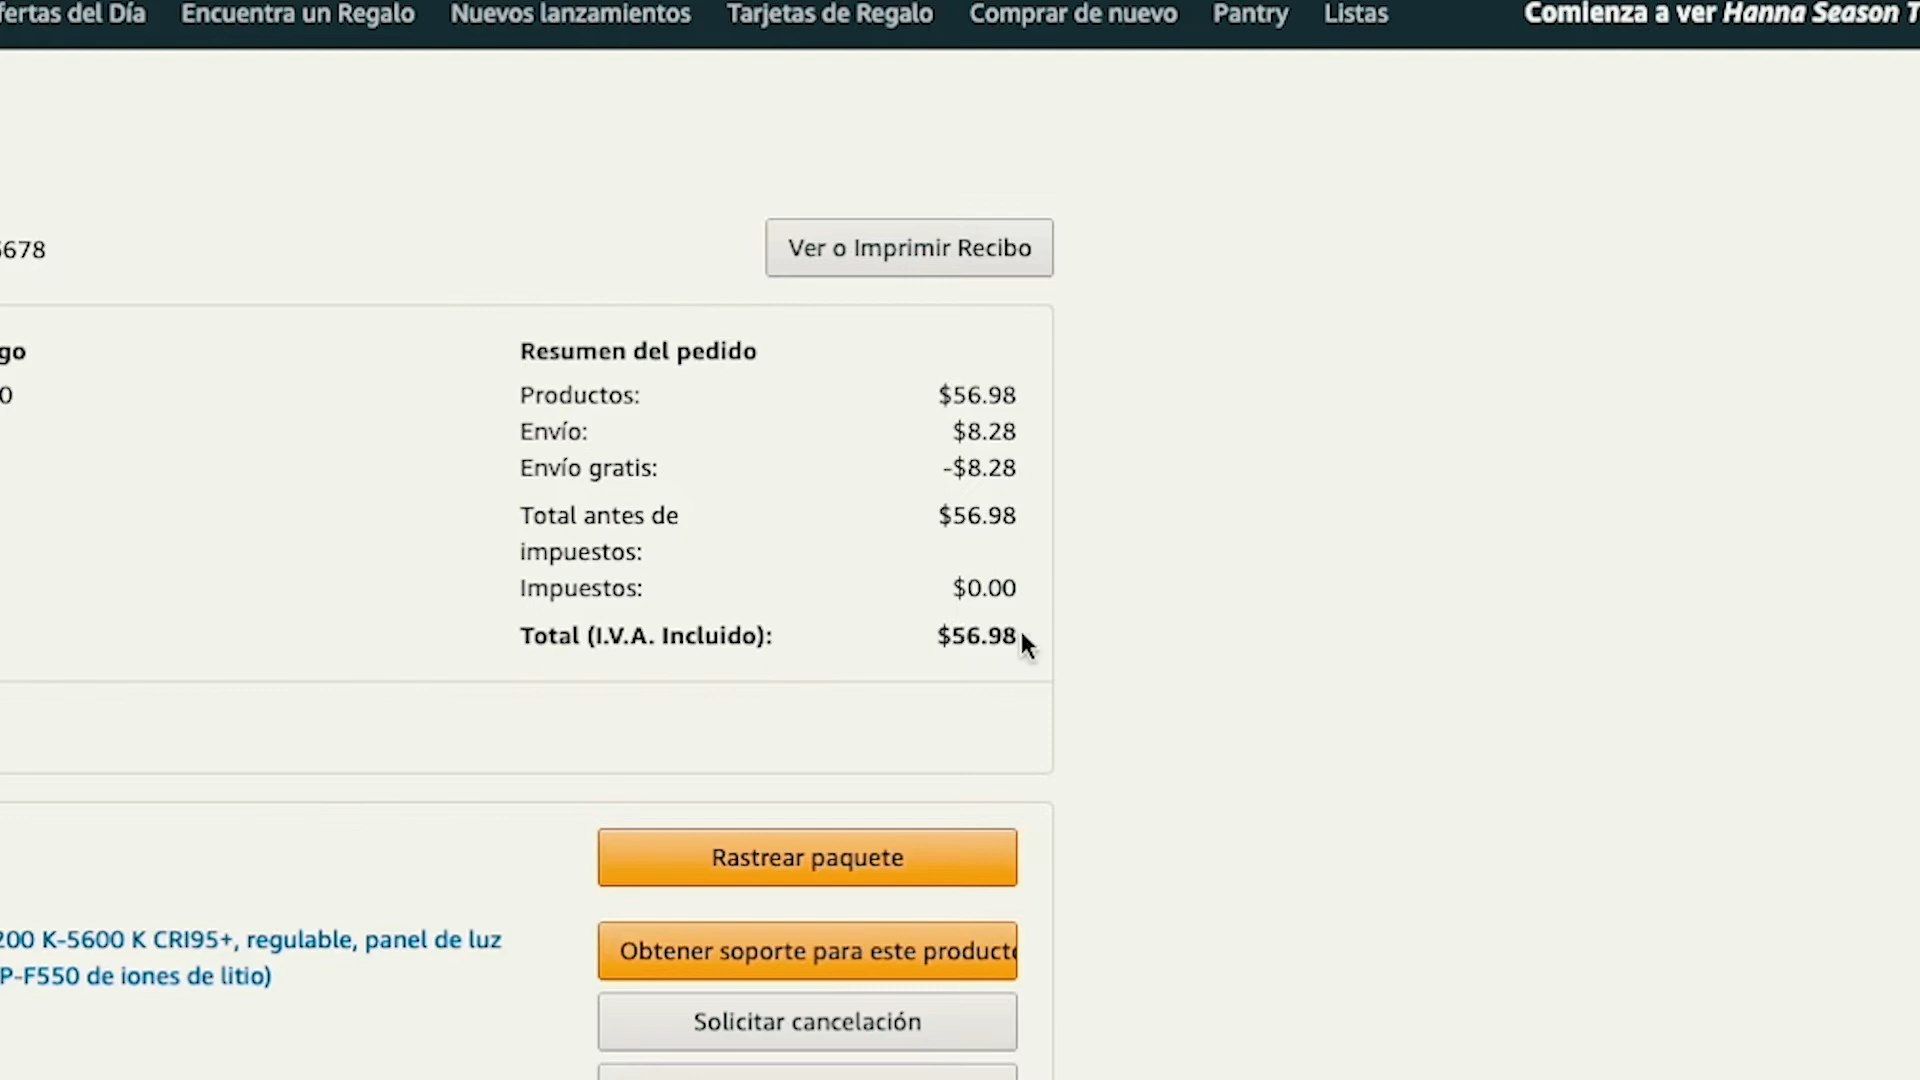 fertas del Día Encuentra un Regalo Nuevos lanzamientos Tarjetas de Regalo Comprar de nuevo Pantry Listas Comienza a ver Hanna Season T
5678 Ver o Imprimir Recibo
go Resumen del pedido
0 Productos: $56.98
Envío: $8.28
Envío gratis: -$8.28
Total antes de $56.98
impuestos:
Impuestos: $0.00
Total (I.V.A. Incluido): $56.98
Rastrear paquete
200 K-5600 K CRI95+, regulable, panel de luz
P-F550 de iones de litio)
Obtener soporte para este producto
Solicitar cancelación